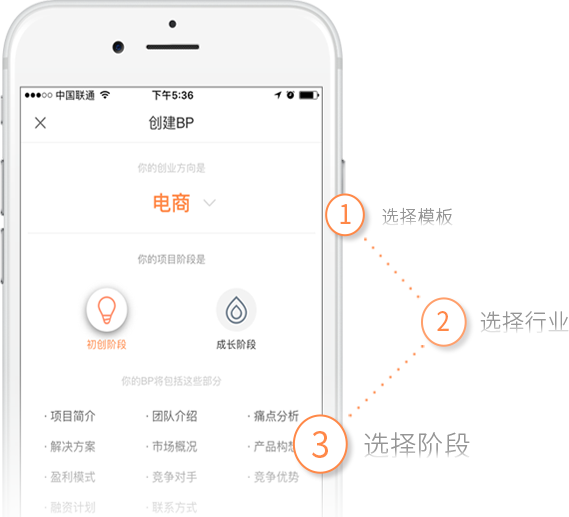 ●●●○○ 中国联通 下午5:36
创建BP
你的创业方向是
电商
1 选择模板
你的项目阶段是
初创阶段 成长阶段
2 选择行业
你的BP将包括这些部分
· 项目简介 · 团队介绍 · 痛点分析
3 选择阶段
· 解决方案 · 市场概况 · 产品构想
· 盈利模式 · 竞争对手 · 竞争优势
· 融资计划 · 联系方式